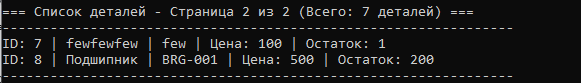 === Список деталей - Страница 2 из 2 (Всего: 7 деталей) ===
----------------------------------------------------------------
ID: 7 | fewfewfew | few | Цена: 100 | Остаток: 1
ID: 8 | Подшипник | BRG-001 | Цена: 500 | Остаток: 200
----------------------------------------------------------------